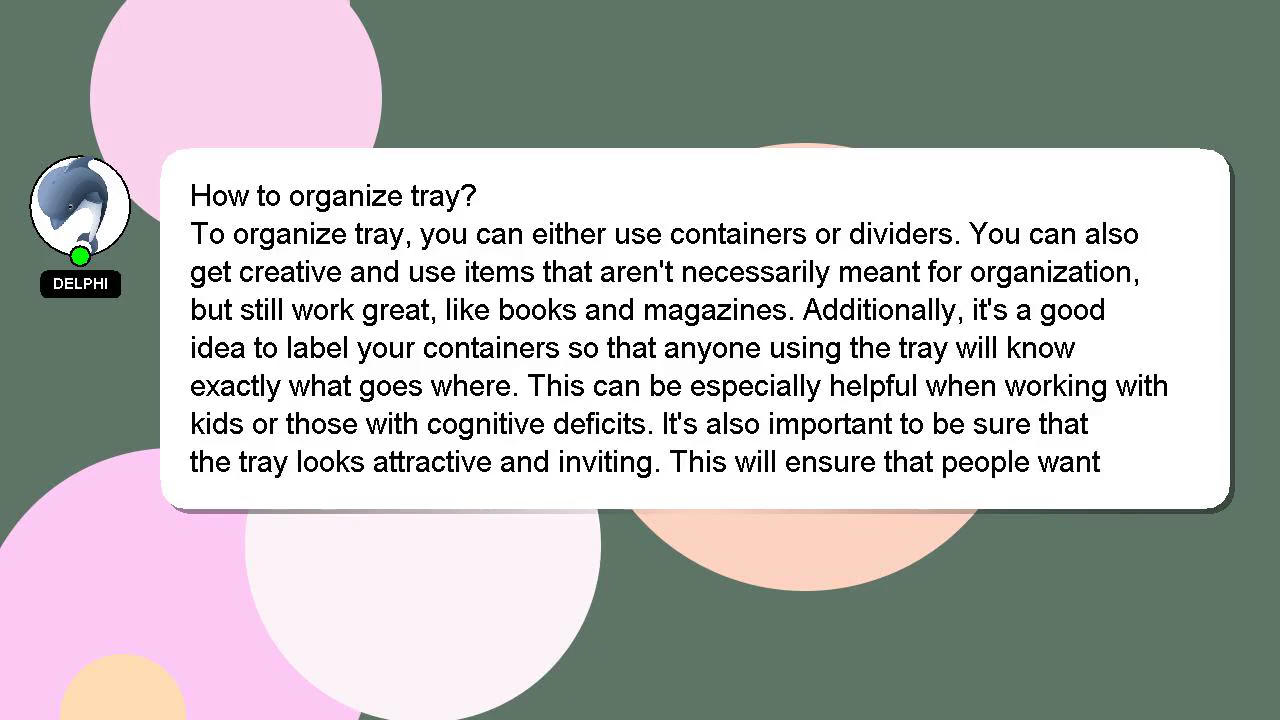 How to organize tray?
To organize tray, you can either use containers or dividers. You can also
get creative and use items that aren't necessarily meant for organization,
but still work great, like books and magazines. Additionally, it's a good
idea to label your containers so that anyone using the tray will know
exactly what goes where. This can be especially helpful when working with
kids or those with cognitive deficits. It's also important to be sure that
the tray looks attractive and inviting. This will ensure that people want
DELPHI